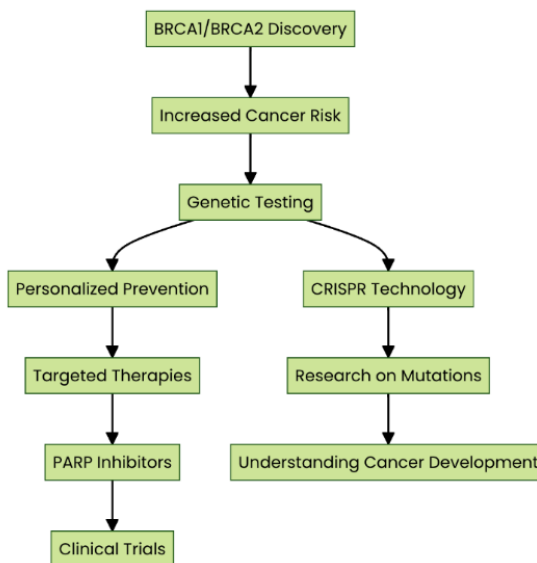 BRCA1/BRCA2 Discovery
Increased Cancer Risk
Genetic Testing
Personalized Prevention
CRISPR Technology
Targeted Therapies
Research on Mutations
PARP Inhibitors
Understanding Cancer Development
Clinical Trials